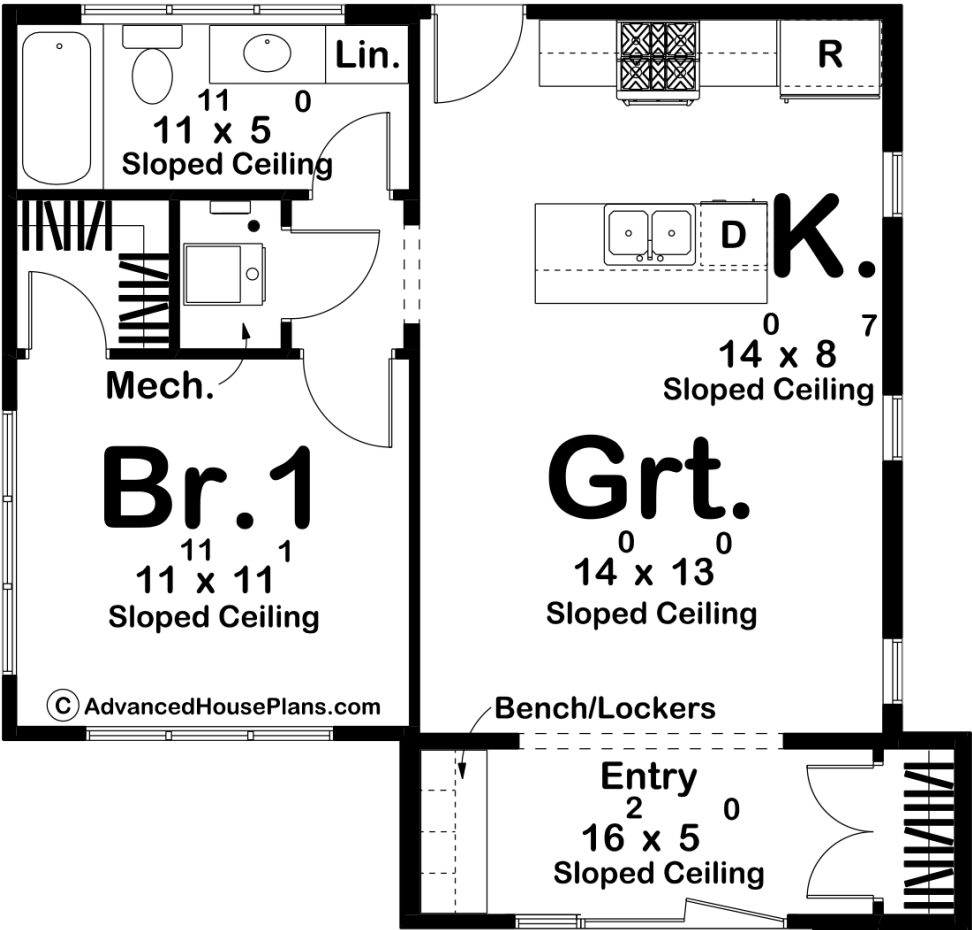 Lin.
11 0
11 x 5
Sloped Ceiling
R
D
K.
0 7
14 x 8
Sloped Ceiling
Mech.
Br.1
11 1
11 x 11
Sloped Ceiling
Grt.
0 0
14 x 13
Sloped Ceiling
© AdvancedHousePlans.com
Bench/Lockers
Entry
2 0
16 x 5
Sloped Ceiling